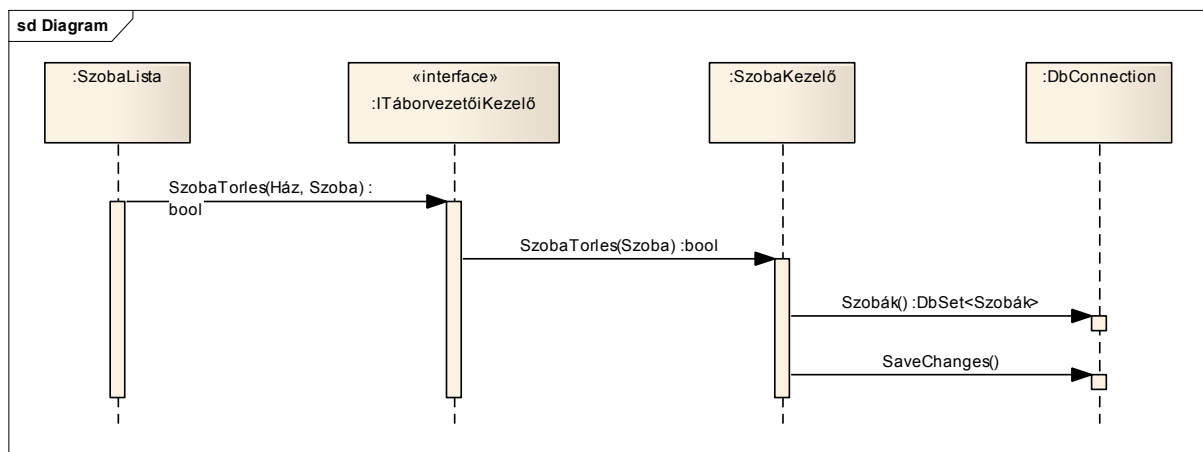 sd Diagram
:SzobaLista
«interface»
:ITáborvezetőiKezelő
:SzobaKezelő
:DbConnection
SzobaTorles(Ház, Szoba) :
bool
SzobaTorles(Szoba) :bool
Szobák() :DbSet<Szobák>
SaveChanges()